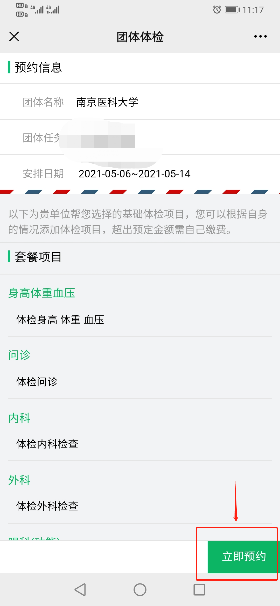 11:17
团体体检
预约信息
团体名称 南京医科大学
团体任务
安排日期 2021-05-06~2021-05-14
以下为贵单位帮您选择的基础体检项目，您可以根据自身
的情况添加体检项目，超出预定金额需自己缴费。
套餐项目
身高体重血压
体检身高 体重 血压
问诊
体检问诊
内科
体检内科检查
外科
体检外科检查
立即预约